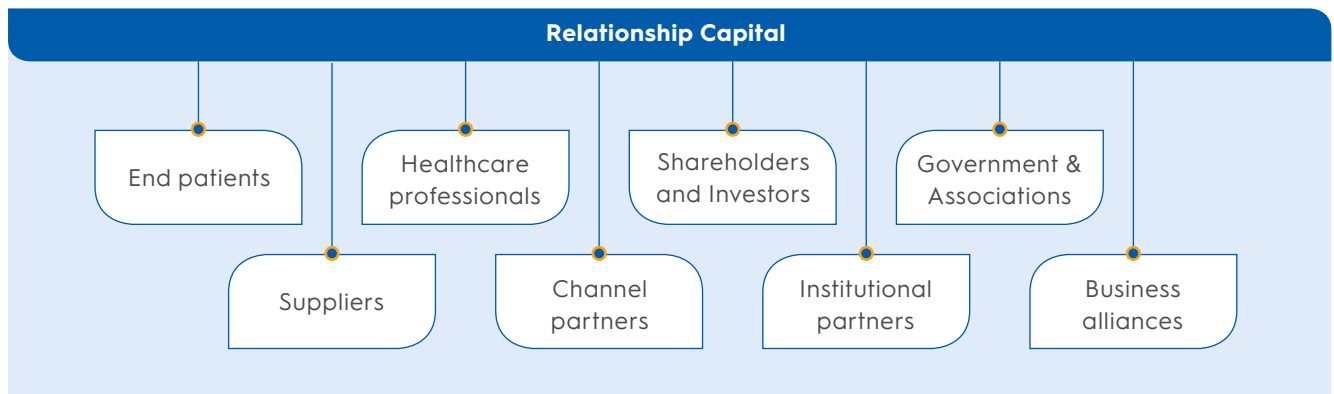 Relationship Capital
End patients
Healthcare
professionals
Shareholders
and Investors
Government &
Associations
Suppliers
Channel
partners
Institutional
partners
Business
alliances